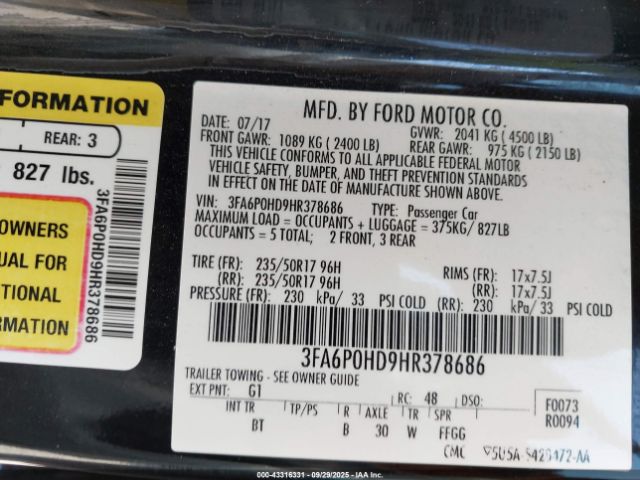 FORMATION
REAR: 3
827 lbs.
OWNERS
UAL FOR
TIONAL
RMATION
3FA6P0HD9HR378686
MFD. BY FORD MOTOR CO.
DATE: 07/17 GVWR: 2041 KG (4500 LB)
FRONT GAWR: 1089 KG (2400 LB) REAR GAWR: 975 KG (2150 LB)
THIS VEHICLE CONFORMS TO ALL APPLICABLE FEDERAL MOTOR
VEHICLE SAFETY, BUMPER, AND THEFT PREVENTION STANDARDS
IN EFFECT ON THE DATE OF MANUFACTURE SHOWN ABOVE.
VIN: 3FA6P0HD9HR378686 TYPE: Passenger Car
MAXIMUM LOAD = OCCUPANTS + LUGGAGE = 375KG/827LB
OCCUPANTS = 5 TOTAL; 2 FRONT, 3 REAR
TIRE (FR): 235/50R17 96H RIMS (FR): 17x7.5J
(RR): 235/50R17 96H (RR): 17x7.5J
PRESSURE (FR): 230 kPa/ 33 PSI COLD (RR): 230 kPa/ 33 PSI COLD
3FA6P0HD9HR378686
TRAILER TOWING - SEE OWNER GUIDE
EXT PNT: G1 RC: 48 DSO: F0073
R0094
INT TR TP/PS R AXLE TR SPR
BT B 30 W FFGG
CMC
000-43316331 - 09/29/2025 - IAA Inc.